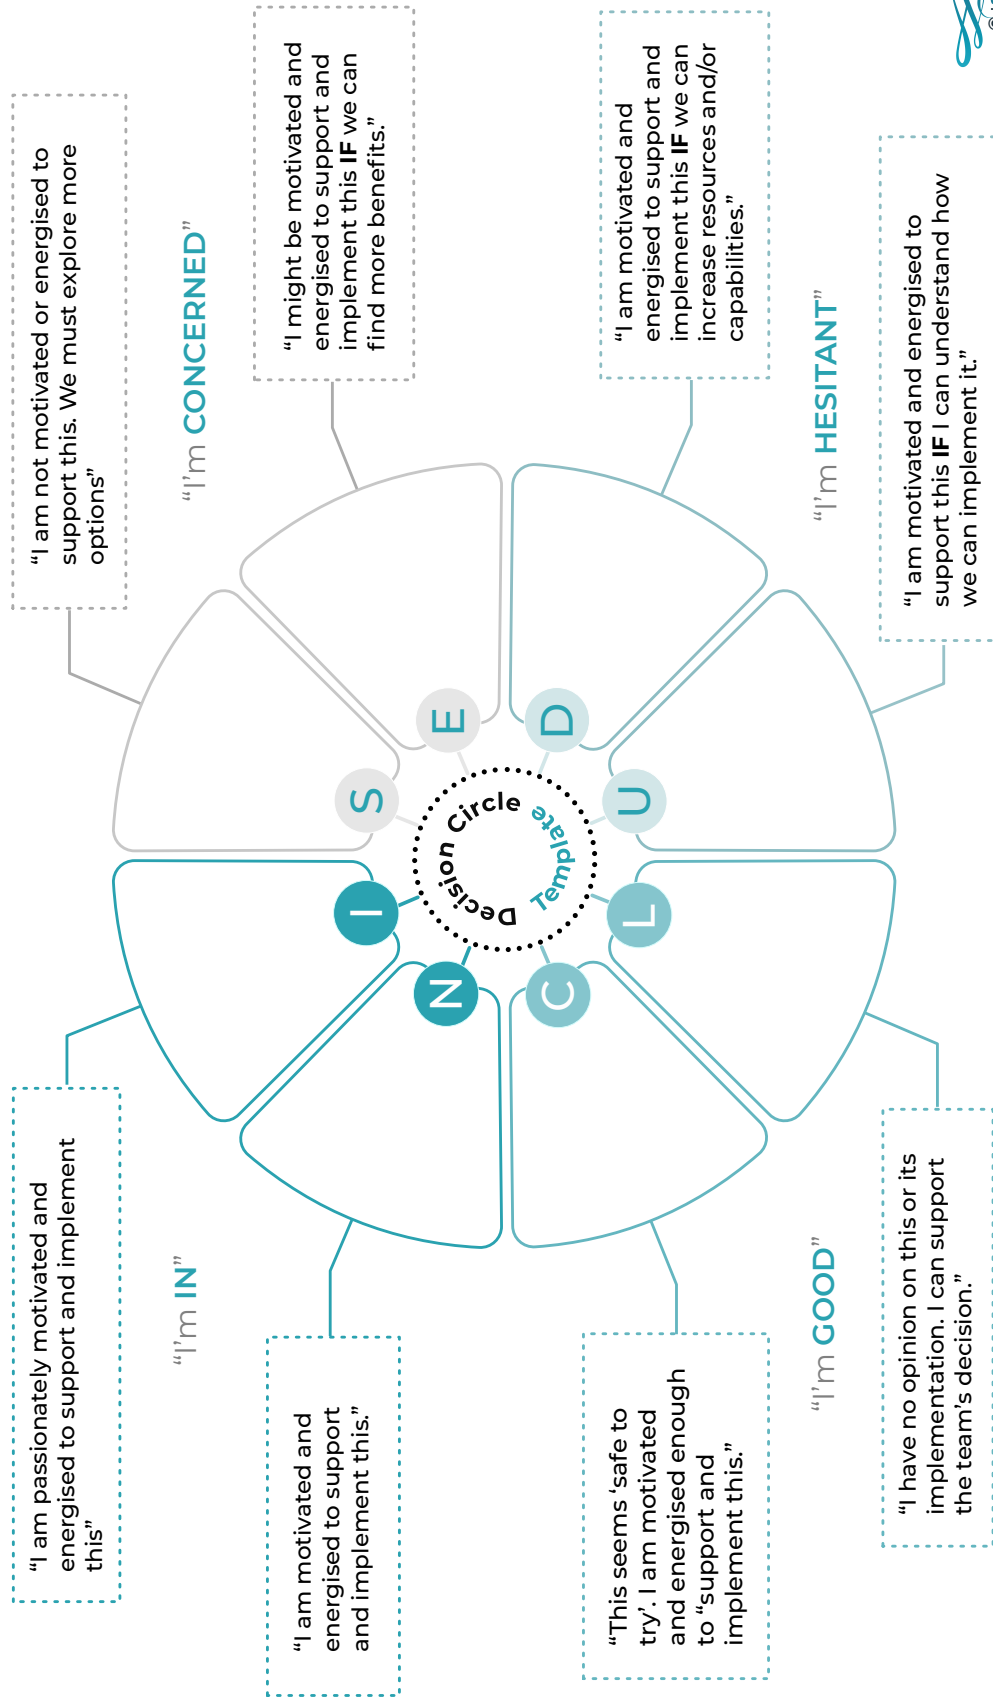 “I am passionately motivated and
energised to support and implement
this”
“I am not motivated or energised to
support this. We must explore more
options”
“I’m IN”
“I’m CONCERNED”
“I am motivated and
energised to support
and implement this.”
“I might be motivated and
energised to support and
implement this IF we can
find more benefits.”
I
S
N
E
Decision Circle
Template
C
D
L
U
“This seems ‘safe to
try’. I am motivated
and energised enough
to “support and
implement this.”
“I am motivated and
energised to support and
implement this IF we can
increase resources and/or
capabilities.”
“I’m GOOD”
“I’m HESITANT”
“I have no opinion on this or its
implementation. I can support
the team’s decision.”
“I am motivated and energised to
support this IF I can understand how
we can implement it.”